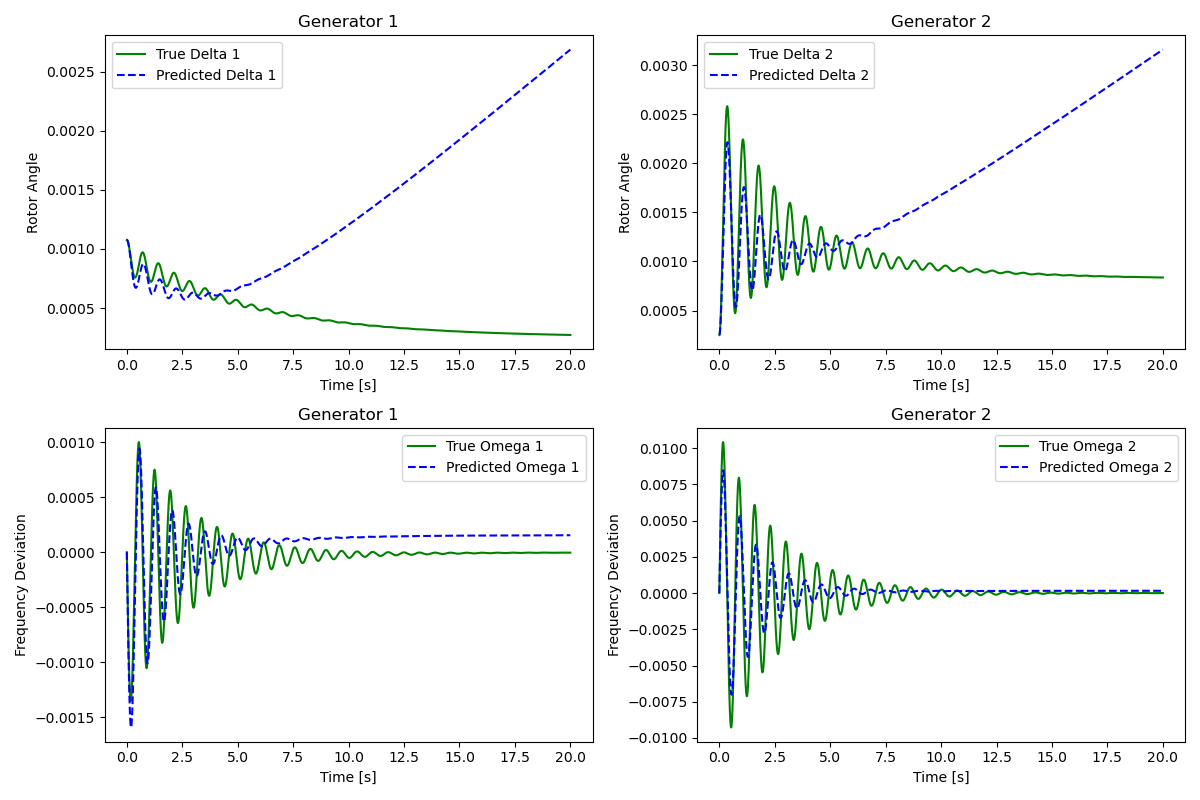 Generator 1
True Delta 1
Predicted Delta 1
0.0025
0.0020
0.0015
0.0010
0.0005
Rotor Angle
0.0 2.5 5.0 7.5 10.0 12.5 15.0 17.5 20.0
Time [s]
Generator 2
True Delta 2
Predicted Delta 2
0.0030
0.0025
0.0020
0.0015
0.0010
0.0005
Rotor Angle
0.0 2.5 5.0 7.5 10.0 12.5 15.0 17.5 20.0
Time [s]
Generator 1
True Omega 1
Predicted Omega 1
0.0010
0.0005
0.0000
−0.0005
−0.0010
−0.0015
Frequency Deviation
0.0 2.5 5.0 7.5 10.0 12.5 15.0 17.5 20.0
Time [s]
Generator 2
True Omega 2
Predicted Omega 2
0.0100
0.0075
0.0050
0.0025
0.0000
−0.0025
−0.0050
−0.0075
−0.0100
Frequency Deviation
0.0 2.5 5.0 7.5 10.0 12.5 15.0 17.5 20.0
Time [s]